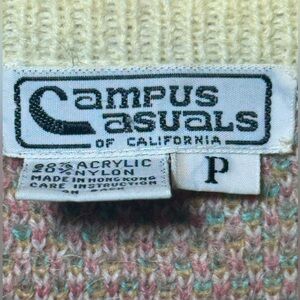 Campus
Casuals
OF CALIFORNIA
P
ACRYLIC
NYLON
MADE IN HONG KONG
CARE INSTRUCTION
ON BACK